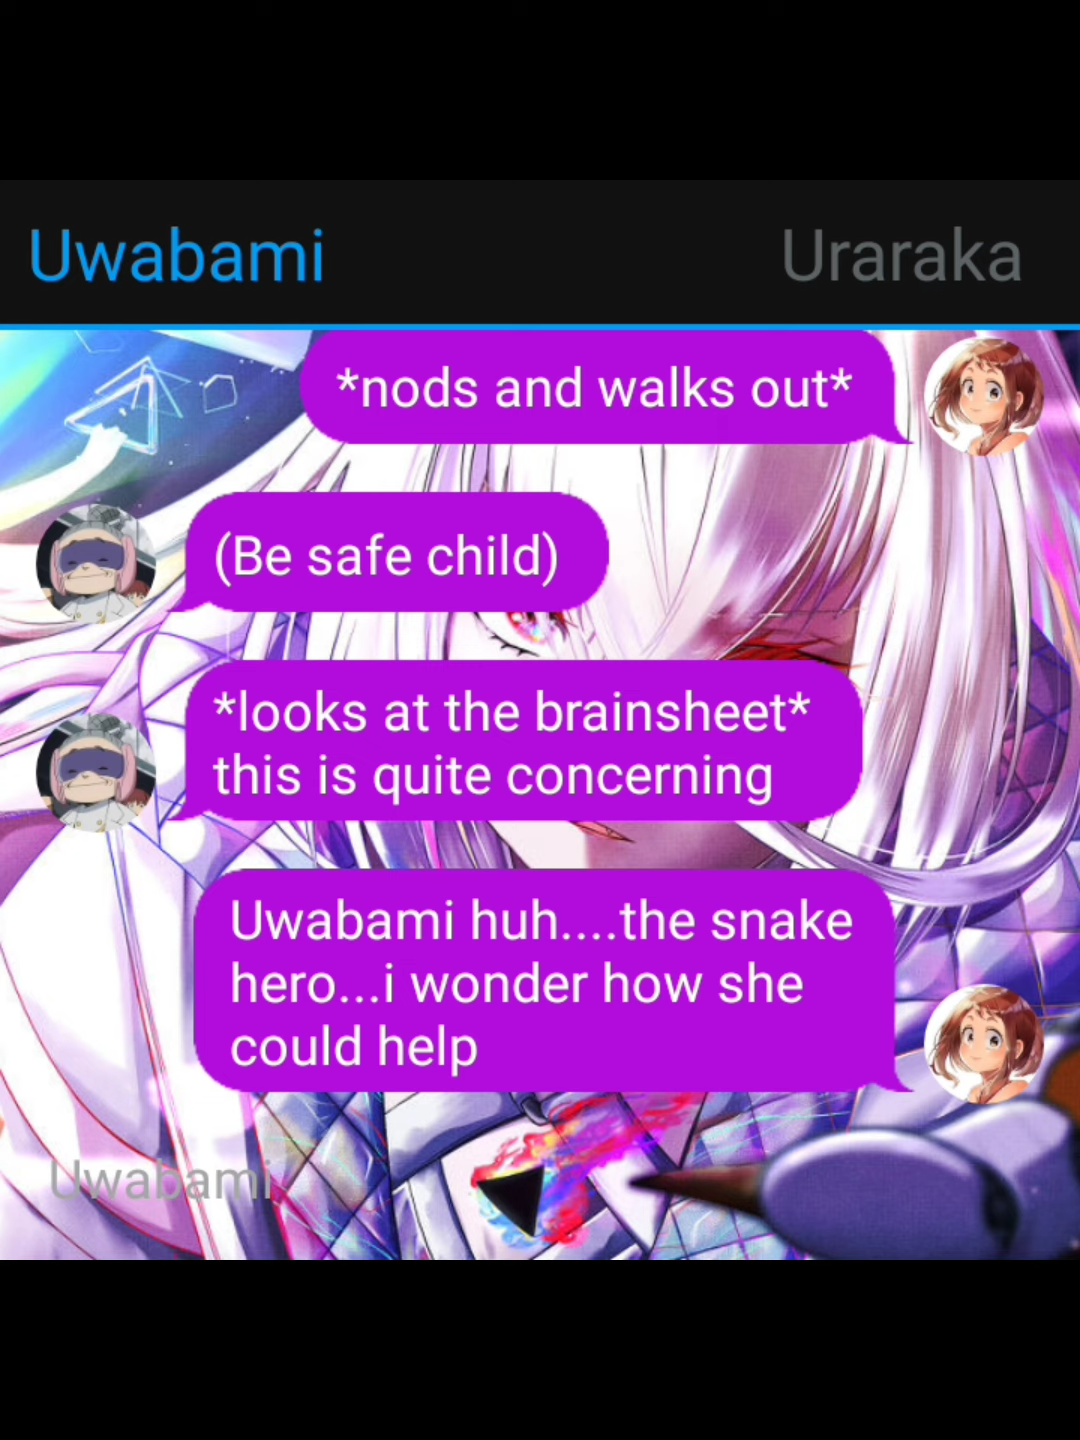 Uwabami
Uraraka
*nods and walks out*
(Be safe child)
*looks at the brainsheet*
this is quite concerning
Uwabami huh....the snake
hero...i wonder how she
could help
Uwabami